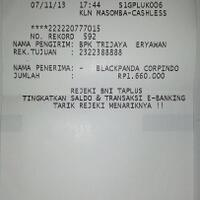 07/11/13 17:44 S1GPLUK006
KLN MASOMBA-CASHLESS
****222220777015
NO. REKORD 592
NAMA PENGIRIM: BPK TRIJAYA ERYAWAN
REK.TUJUAN : 2322388888
NAMA PENERIMA: - BLACKPANDA CORPINDO
JUMLAH : RP1.660.000
REJEKI BNI TAPLUS
TINGKATKAN SALDO & TRANSAKSI E-BANKING
TARIK REJEKI MENARIKNYA !!